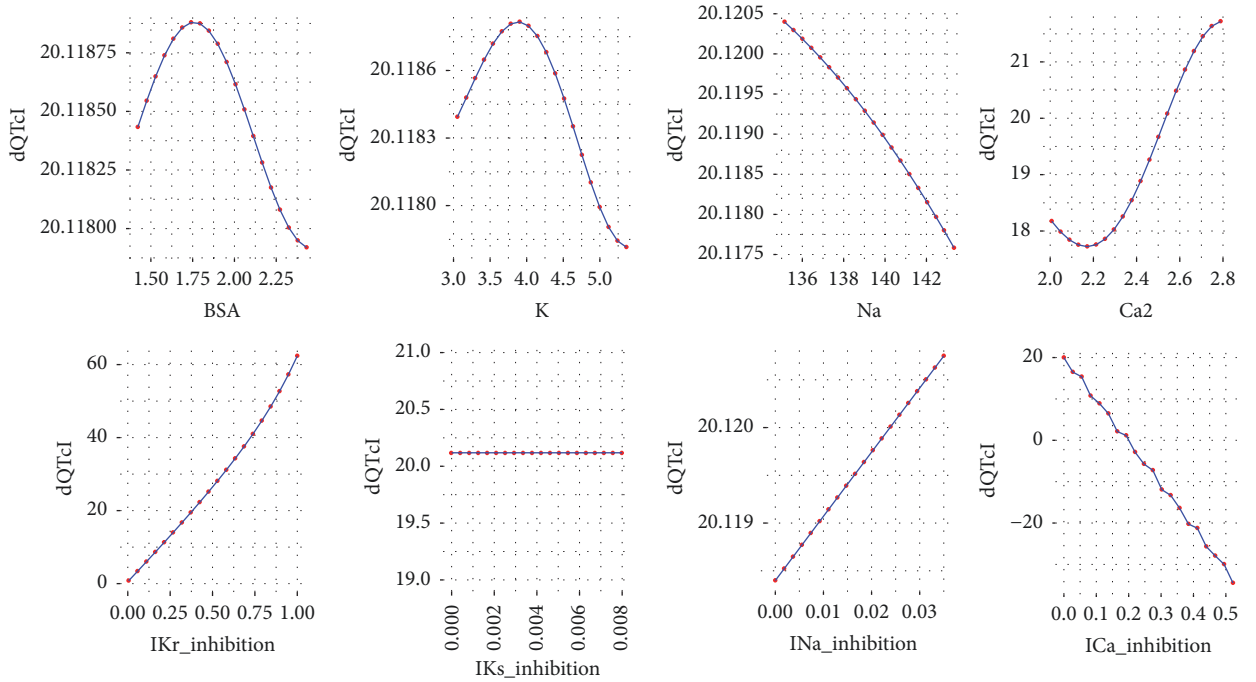 dQTcI
20.11875
20.11850
20.11825
20.11800
1.50 1.75 2.00 2.25
BSA
dQTcI
20.1186
20.1183
20.1180
3.0 3.5 4.0 4.5 5.0
K
dQTcI
20.1205
20.1200
20.1195
20.1190
20.1185
20.1180
20.1175
136 138 140 142
Na
dQTcI
21
20
19
18
2.0 2.2 2.4 2.6 2.8
Ca2
dQTcI
60
40
20
0
0.00 0.25 0.50 0.75 1.00
IKr_inhibition
dQTcI
21.0
20.5
20.0
19.5
19.0
0.000 0.002 0.004 0.006 0.008
IKs_inhibition
dQTcI
20.120
20.119
0.00 0.01 0.02 0.03
INa_inhibition
dQTcI
20
0
−20
0.0 0.1 0.2 0.3 0.4 0.5
ICa_inhibition